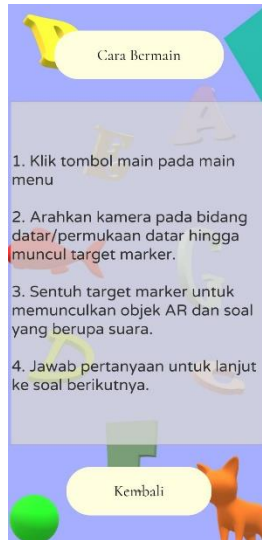 Cara Bermain
1. Klik tombol main pada main
menu
2. Arahkan kamera pada bidang
datar/permukaan datar hingga
muncul target marker.
3. Sentuh target marker untuk
memunculkan objek AR dan soal
yang berupa suara.
4. Jawab pertanyaan untuk lanjut
ke soal berikutnya.
Kembali